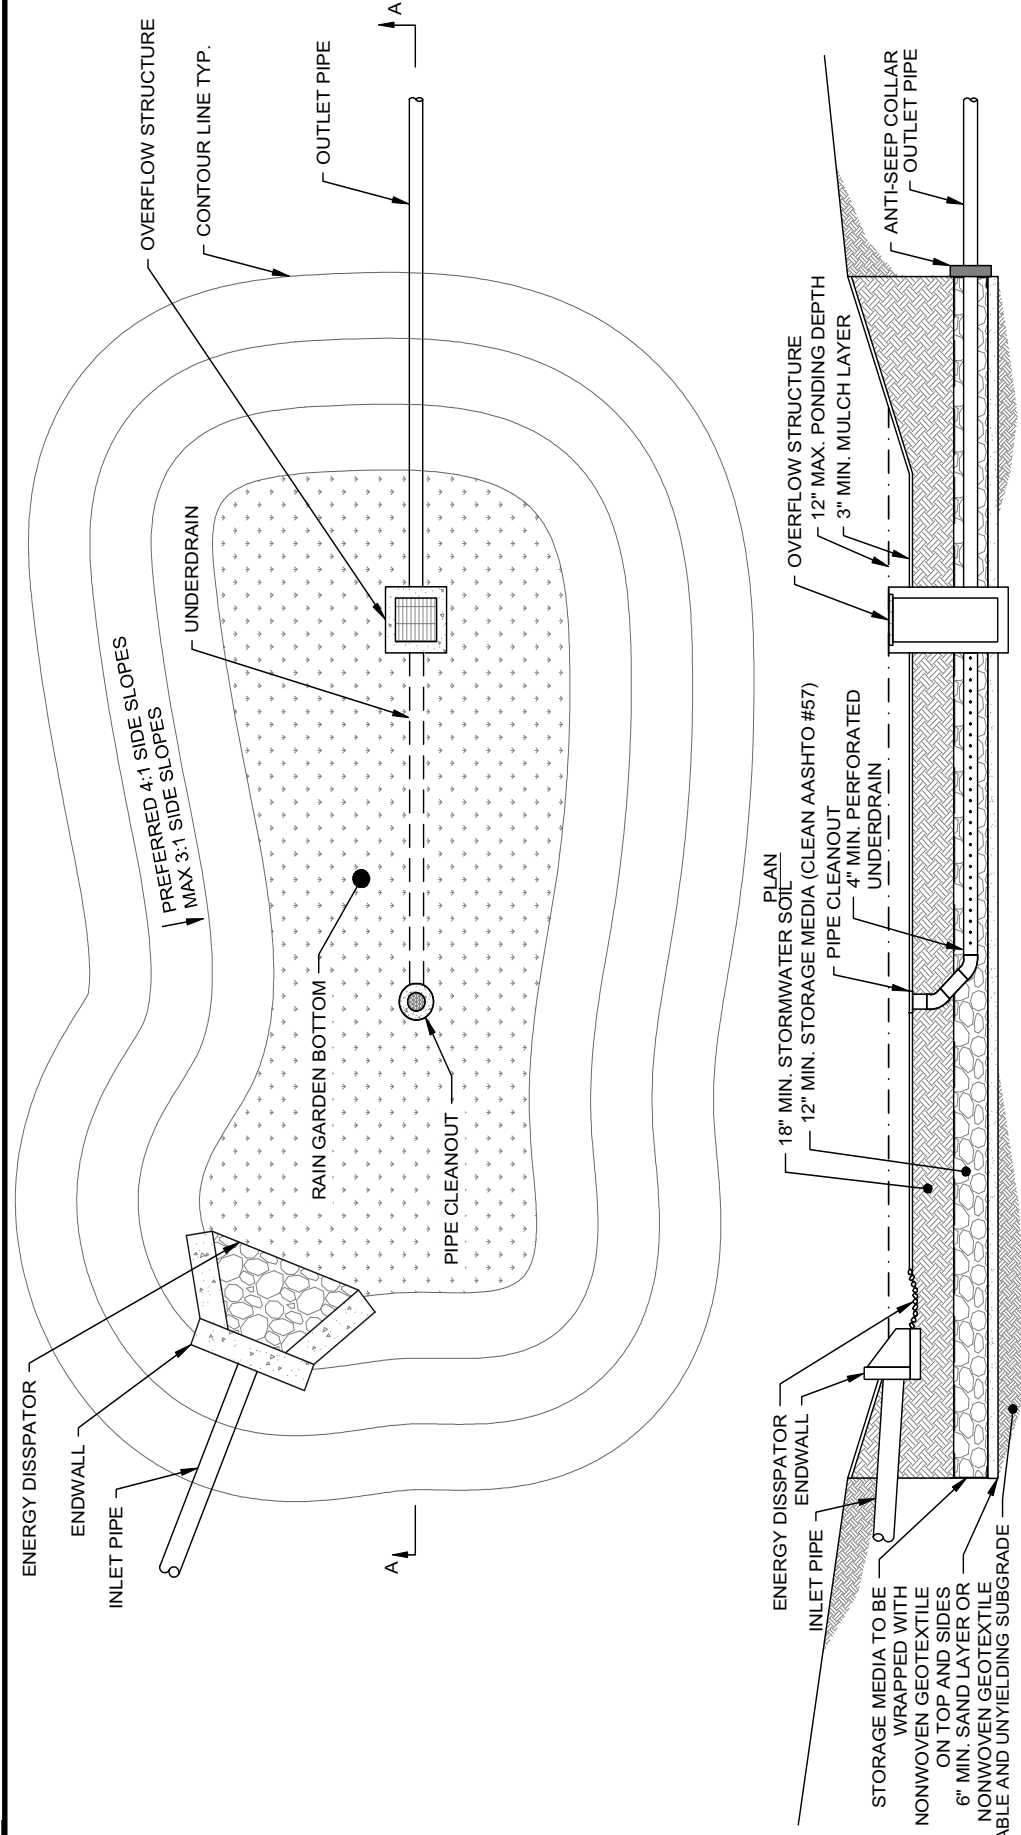 ENERGY DISSPATOR
ENDWALL
INLET PIPE
PREFERRED 4:1 SIDE SLOPES
MAX 3:1 SIDE SLOPES
UNDERDRAIN
OVERFLOW STRUCTURE
CONTOUR LINE TYP.
OUTLET PIPE
RAIN GARDEN BOTTOM
PIPE CLEANOUT
A
A
PLAN
ENERGY DISSPATOR
ENDWALL
INLET PIPE
18" MIN. STORMWATER SOIL
12" MIN. STORAGE MEDIA (CLEAN AASHTO #57)
PIPE CLEANOUT
4" MIN. PERFORATED
UNDERDRAIN
OVERFLOW STRUCTURE
12" MAX. PONDING DEPTH
3" MIN. MULCH LAYER
ANTI-SEEP COLLAR
OUTLET PIPE
STORAGE MEDIA TO BE
WRAPPED WITH
NONWOVEN GEOTEXTILE
ON TOP AND SIDES
6" MIN. SAND LAYER OR
NONWOVEN GEOTEXTILE
AND UNYIELDING SUBGRADE